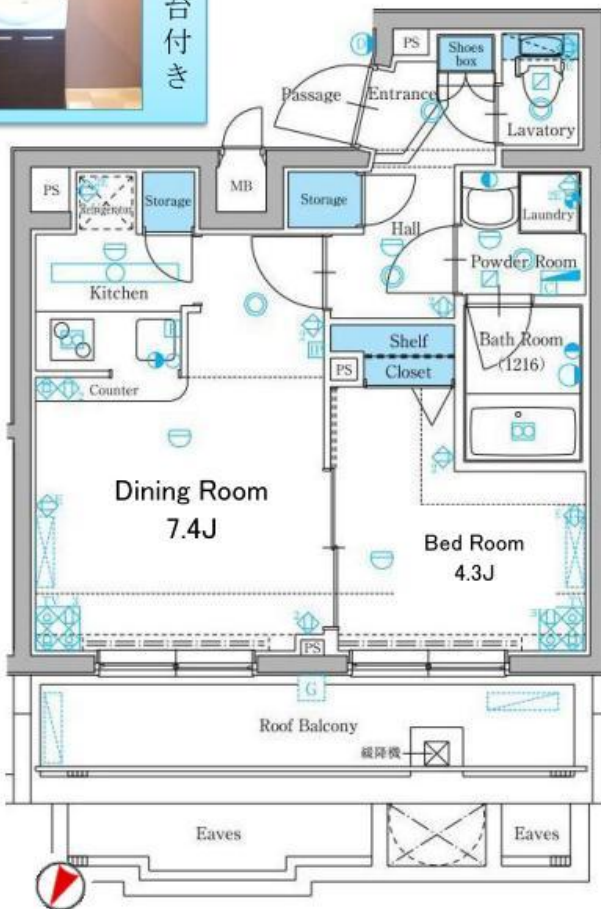 台付き
PS
Shoes
box
D
Passage
Entrance
Lavatory
PS
Refrigerator
Storage
MB
Storage
Hall
Laundry
Powder Room
Kitchen
Shelf
Bath Room
(1216)
PS
Closet
Counter
Dining Room
7.4J
Bed Room
4.3J
PS
G
Roof Balcony
緩降機
Eaves
Eaves